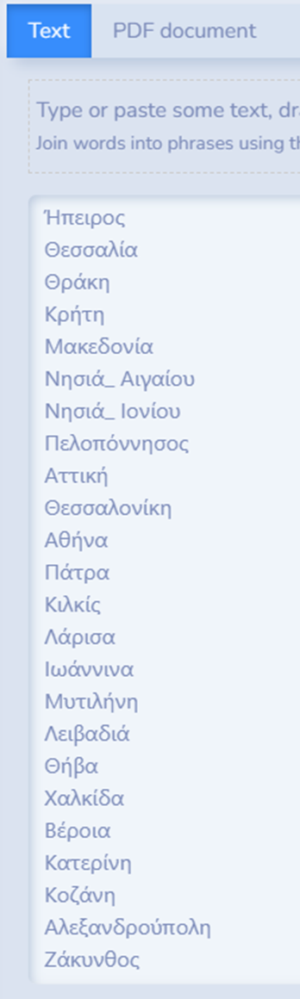 Text
PDF document
Type or paste some text,
Join words into phrases using
Ήπειρος
Θεσσαλία
Θράκη
Κρήτη
Μακεδονία
Νησιά_ Αιγαίου
Νησιά_ Ιονίου
Πελοπόννησος
Αττική
Θεσσαλονίκη
Αθήνα
Πάτρα
Κιλκίς
Λάρισα
Ιωάννινα
Μυτιλήνη
Λειβαδιά
Θήβα
Χαλκίδα
Βέροια
Κατερίνη
Κοζάνη
Αλεξανδρούπολη
Ζάκυνθος